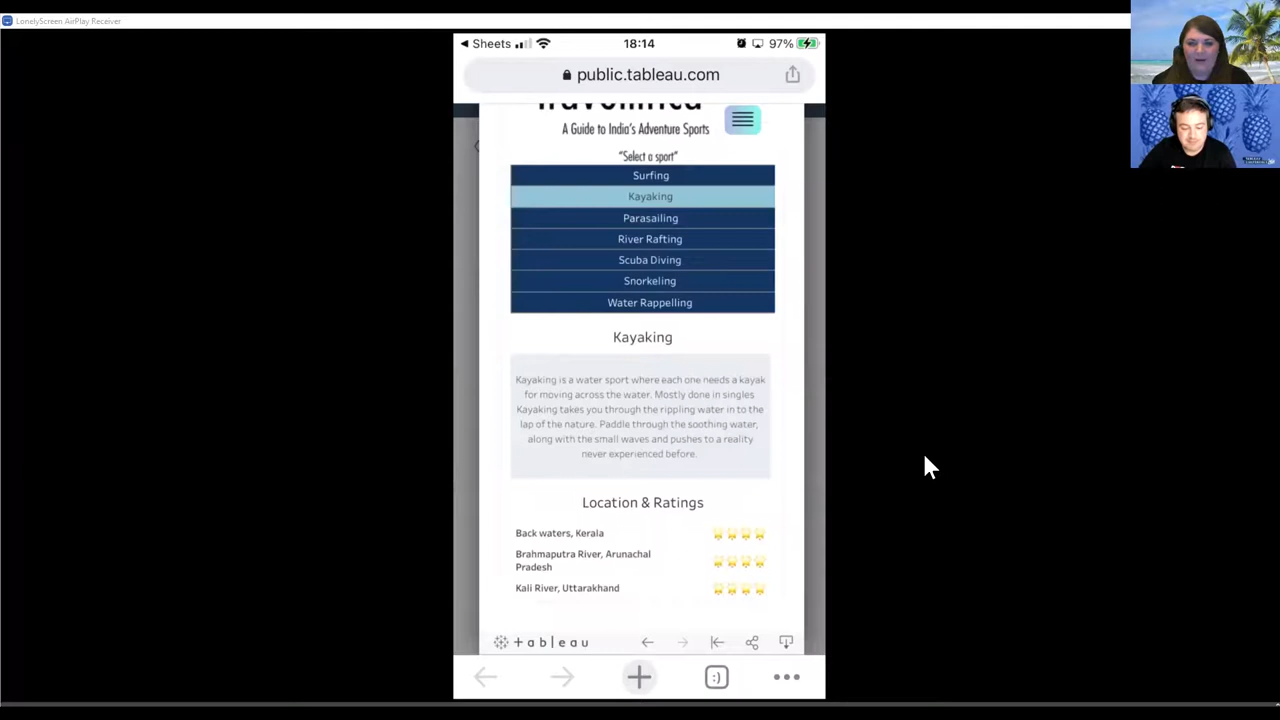 LonelyScreen AirPlay Receiver
Sheets
18:14
97%
public.tableau.com
A Guide to India's Adventure Sports
"Select a sport"
Surfing
Kayaking
Parasailing
River Rafting
Scuba Diving
Snorkeling
Water Rappelling
Kayaking
Kayaking is a water sport where each one needs a kayak
for moving across the water. Mostly done in singles
Kayaking takes you through the rippling water in to the
lap of the nature. Paddle through the soothing water,
along with the small waves and pushes to a reality
never experienced before.
Location & Ratings
Back waters, Kerala
Brahmaputra River, Arunachal
Pradesh
Kali River, Uttarakhand
+ a b l e a u
:)